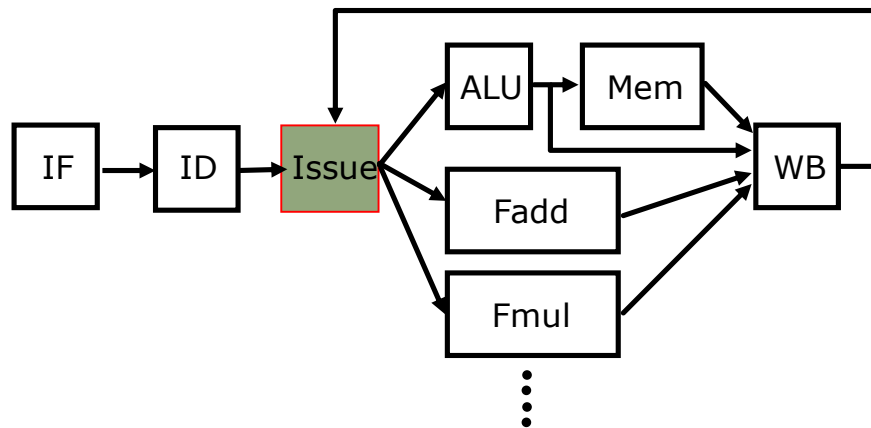 IF
ID
Issue
ALU
Mem
Fadd
Fmul
WB